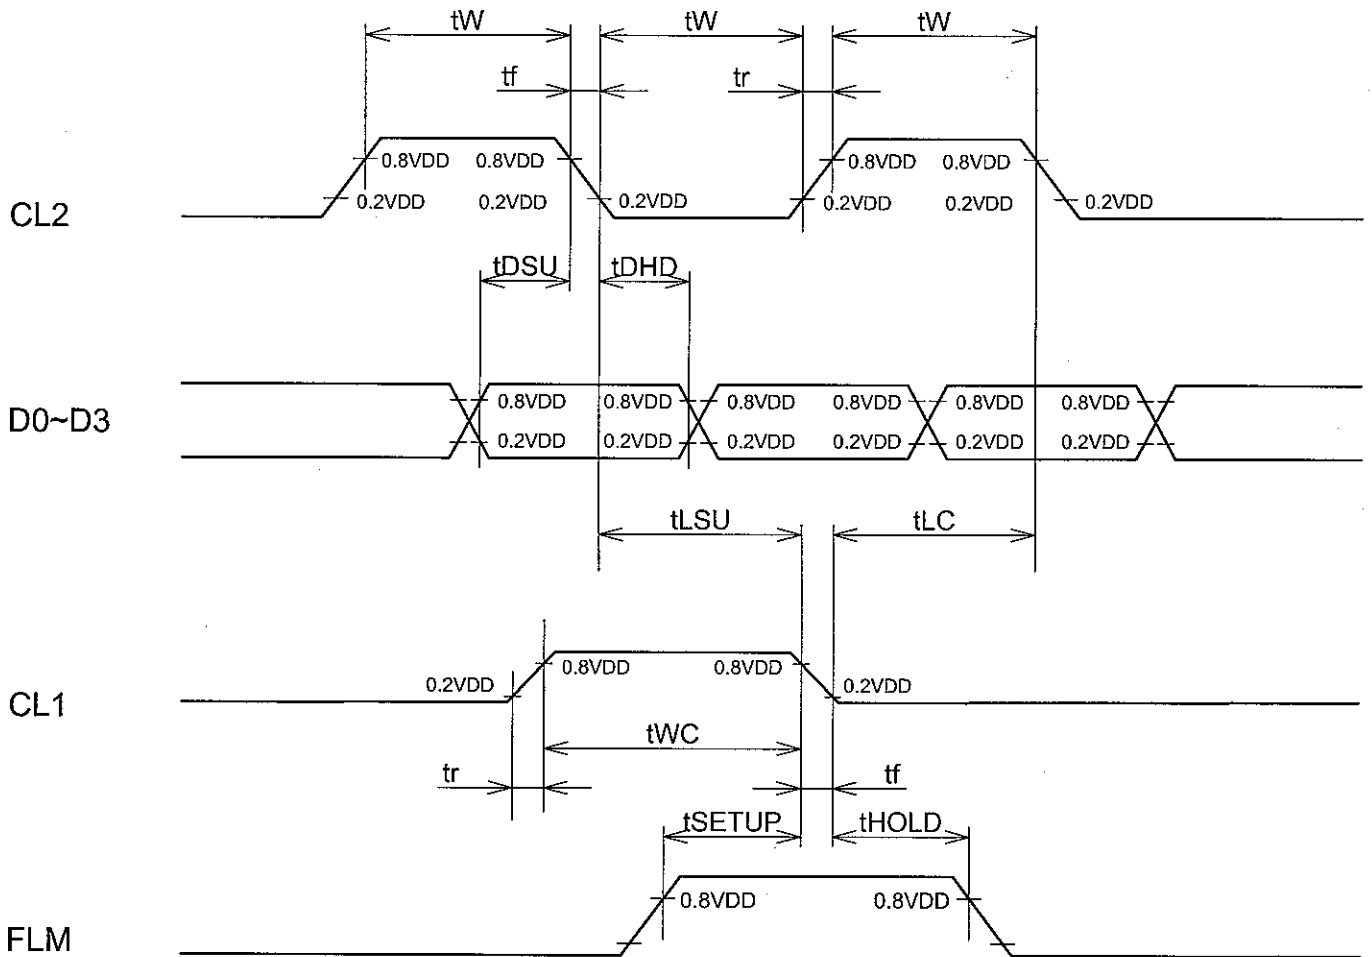 tW tW tW
tf tr
0.8VDD 0.8VDD 0.8VDD 0.8VDD
CL2 0.2VDD 0.2VDD 0.2VDD 0.2VDD 0.2VDD 0.2VDD
tDSU tDHD
0.8VDD 0.8VDD 0.8VDD 0.8VDD 0.8VDD 0.8VDD
D0~D3
0.2VDD 0.2VDD 0.2VDD 0.2VDD 0.2VDD 0.2VDD
tLSU tLC
0.8VDD 0.8VDD
0.2VDD 0.2VDD
CL1
tWC
tr tf
tSETUP tHOLD
0.8VDD 0.8VDD
FLM